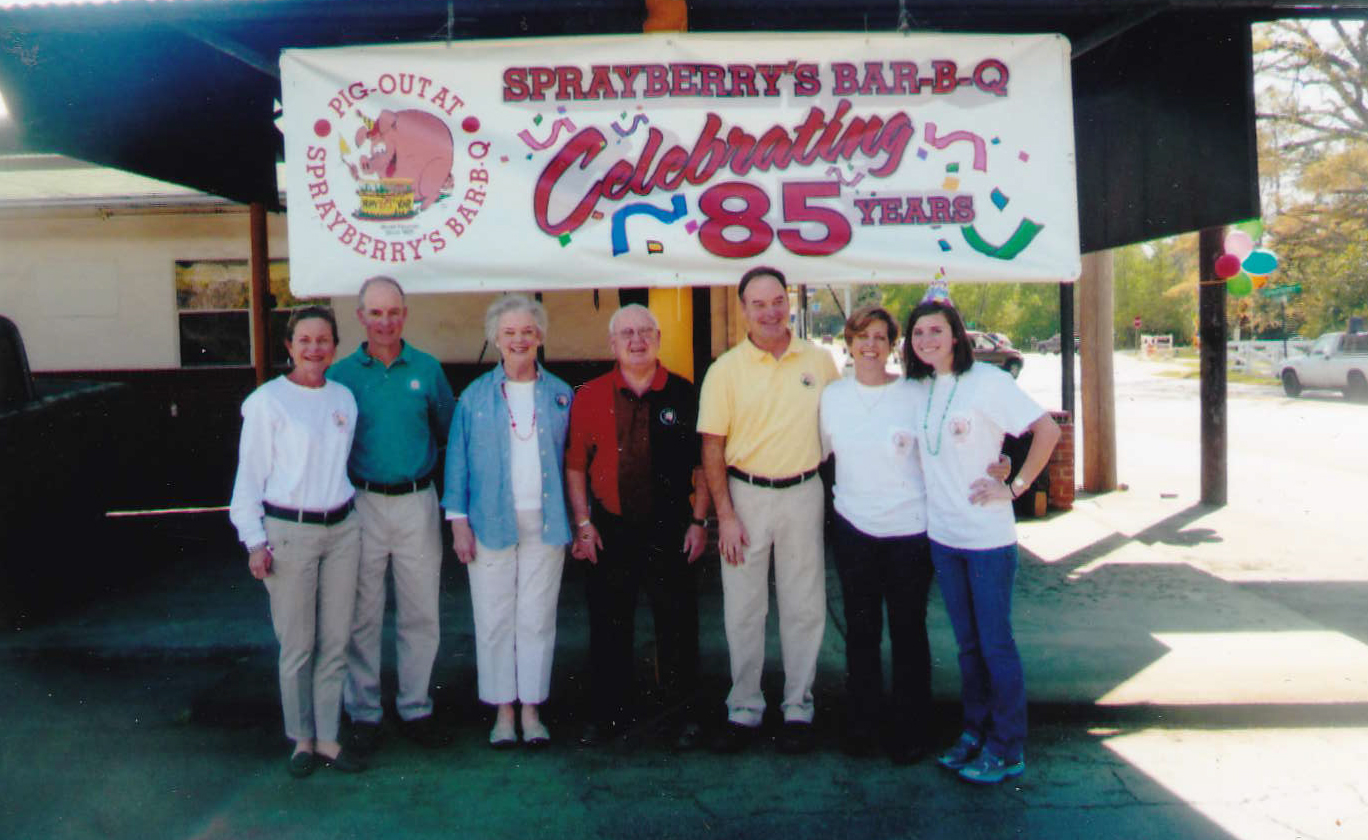 PIG-OUT AT
SPRAYBERRY'S BAR-B-Q
SPRAYBERRY'S BAR-B-Q
Celebrating
85 YEARS